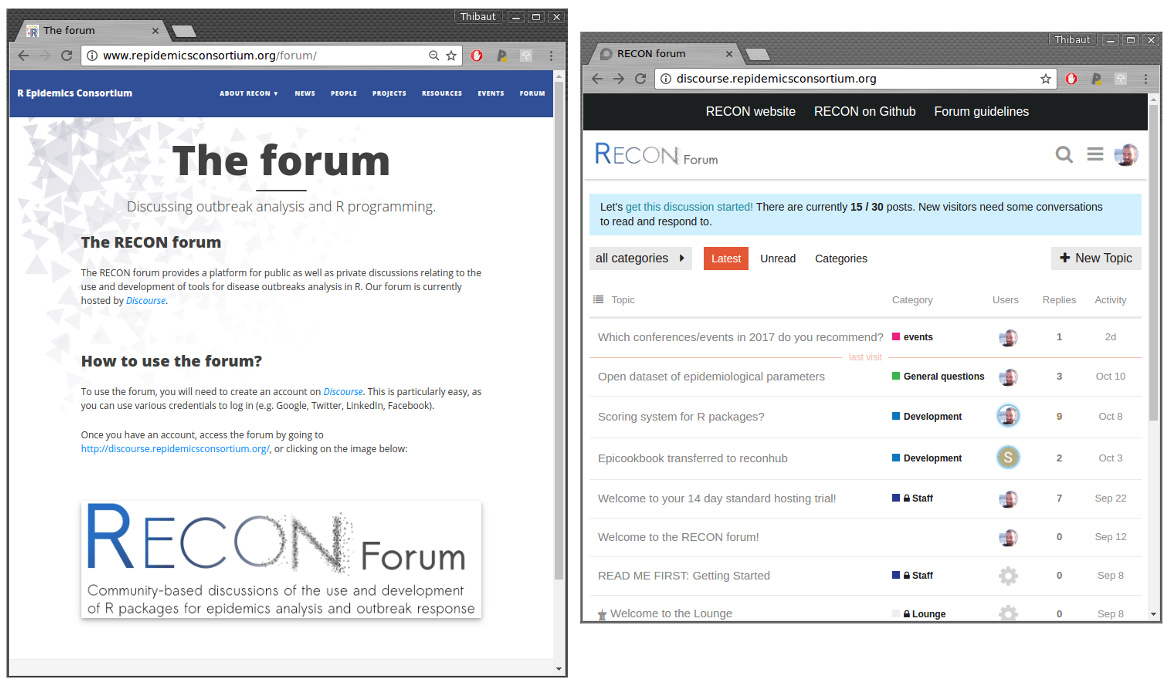 Thibaut
The forum
www.repidemicsconsortium.org/forum/
R Epidemics Consortium
ABOUT RECON ▾ NEWS PEOPLE PROJECTS RESOURCES EVENTS FORUM
The forum
Discussing outbreak analysis and R programming.
The RECON forum
The RECON forum provides a platform for public as well as private discussions relating to the
use and development of tools for disease outbreaks analysis in R. Our forum is currently
hosted by Discourse.
How to use the forum?
To use the forum, you will need to create an account on Discourse. This is particularly easy, as
you can use various credentials to log in (e.g. Google, Twitter, LinkedIn, Facebook).
Once you have an account, access the forum by going to
http://discourse.repidemicsconsortium.org/, or clicking on the image below:
RECON Forum
Community-based discussions of the use and development
of R packages for epidemics analysis and outbreak response
Thibaut
RECON forum
discourse.repidemicsconsortium.org
RECON website RECON on Github Forum guidelines
RECON Forum
Let's get this discussion started! There are currently 15 / 30 posts. New visitors need some conversations
to read and respond to.
all categories Latest Unread Categories + New Topic
Topic Category Users Replies Activity
Which conferences/events in 2017 do you recommend? events 1 2d
last visit
Open dataset of epidemiological parameters General questions 3 Oct 10
Scoring system for R packages? Development 9 Oct 8
Epicookbook transferred to reconhub Development S 2 Oct 3
Welcome to your 14 day standard hosting trial! Staff 7 Sep 22
Welcome to the RECON forum! 0 Sep 12
READ ME FIRST: Getting Started Staff 0 Sep 8
Welcome to the Lounge Lounge 0 Sep 8